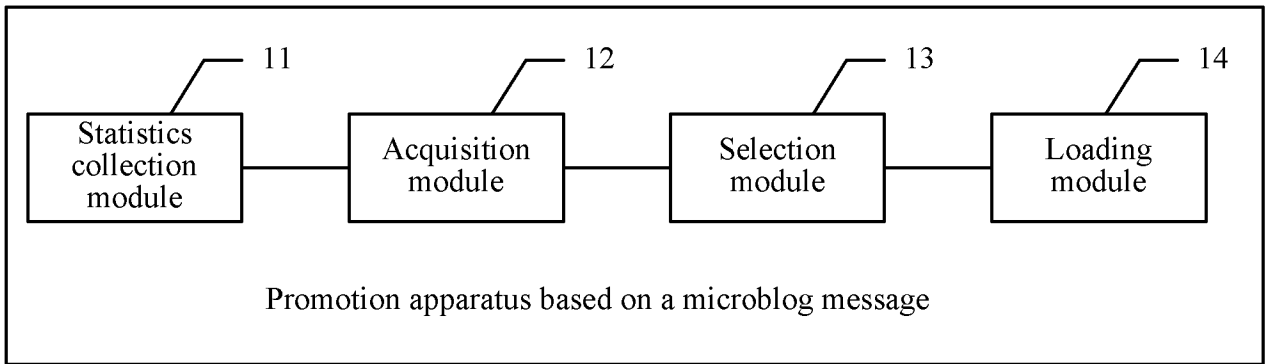 11
12
13
14
Statistics
collection
module
Acquisition
module
Selection
module
Loading
module
Promotion apparatus based on a microblog message